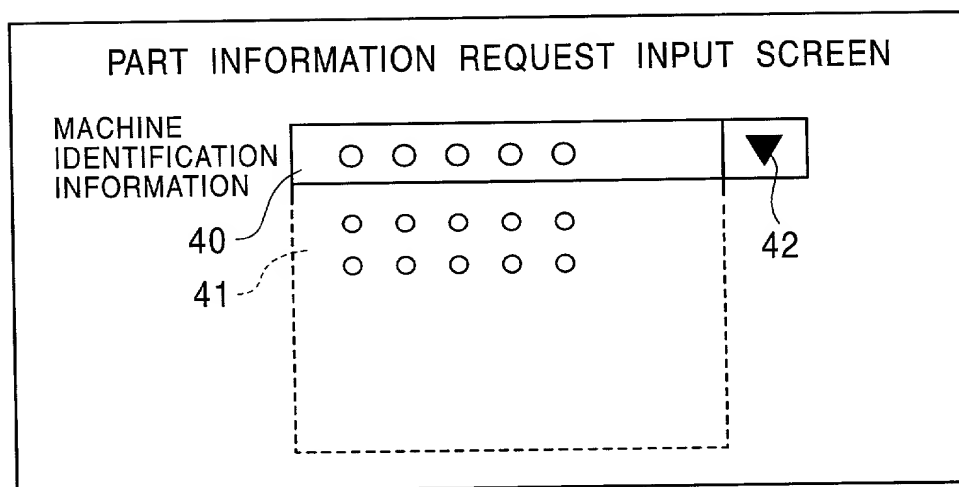 PART INFORMATION REQUEST INPUT SCREEN
MACHINE
IDENTIFICATION
INFORMATION
○ ○ ○ ○ ○
40
○ ○ ○ ○ ○
42
○ ○ ○ ○ ○
41